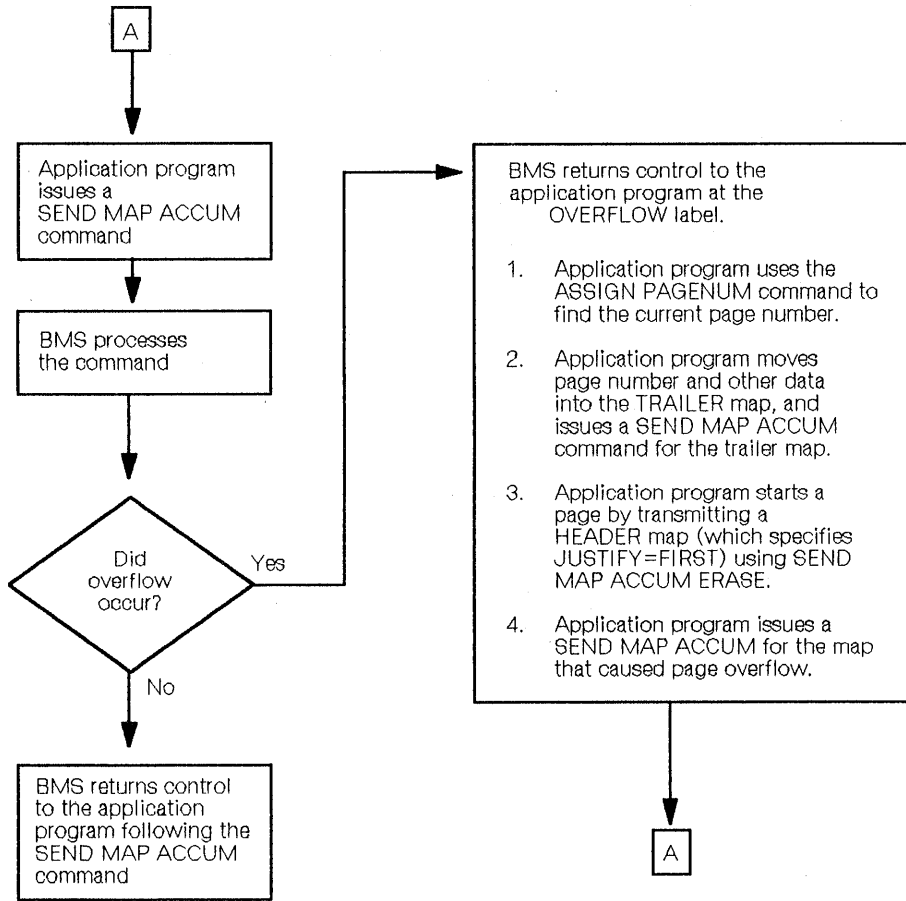 A
Application program
issues a
SEND MAP ACCUM
command
BMS processes
the command
Did
overflow
occur?
Yes
No
BMS returns control
to the application
program following the
SEND MAP ACCUM
command
BMS returns control to the
application program at the
OVERFLOW label.
1. Application program uses the
ASSIGN PAGENUM command to
find the current page number.
2. Application program moves
page number and other data
into the TRAILER map, and
issues a SEND MAP ACCUM
command for the trailer map.
3. Application program starts a
page by transmitting a
HEADER map (which specifies
JUSTIFY=FIRST) using SEND
MAP ACCUM ERASE.
4. Application program issues a
SEND MAP ACCUM for the map
that caused page overflow.
A